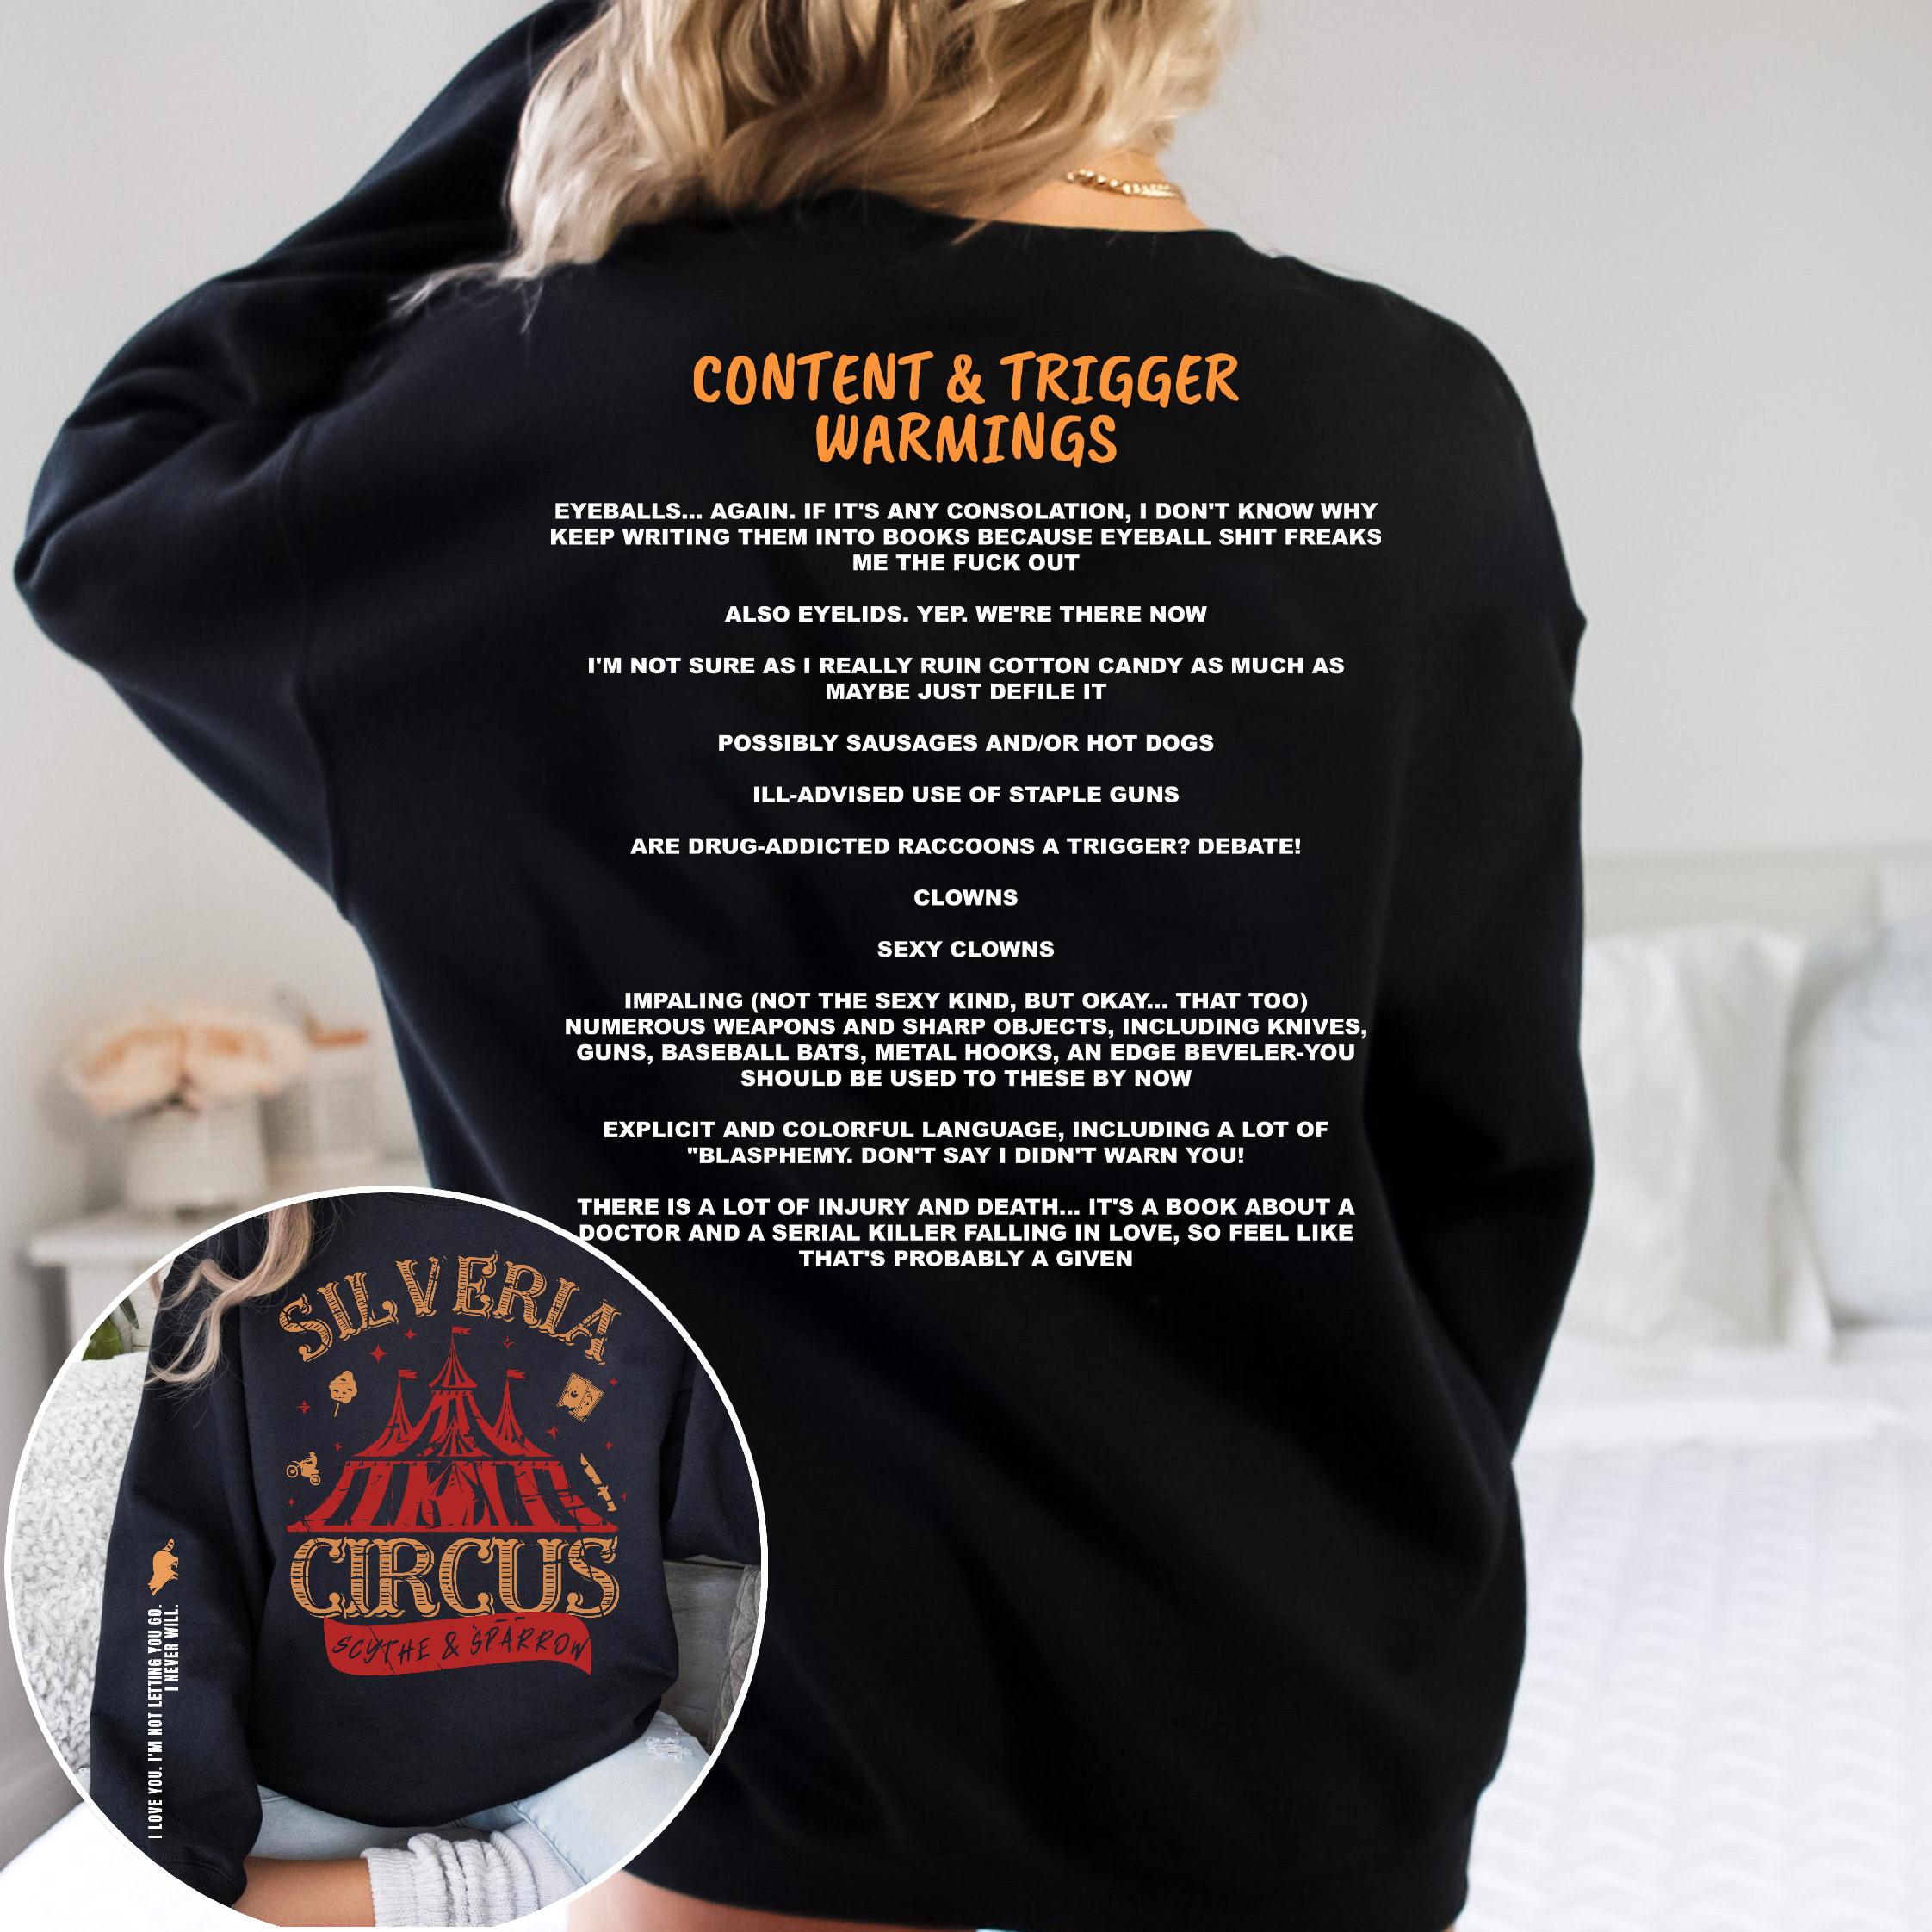 CONTENT & TRIGGER
WARMINGS
EYEBALLS... AGAIN. IF IT'S ANY CONSOLATION, I DON'T KNOW WHY
KEEP WRITING THEM INTO BOOKS BECAUSE EYEBALL SHIT FREAKS
ME THE FUCK OUT
ALSO EYELIDS. YEP. WE'RE THERE NOW
I'M NOT SURE AS I REALLY RUIN COTTON CANDY AS MUCH AS
MAYBE JUST DEFILE IT
POSSIBLY SAUSAGES AND/OR HOT DOGS
ILL-ADVISED USE OF STAPLE GUNS
ARE DRUG-ADDICTED RACCOONS A TRIGGER? DEBATE!
CLOWNS
SEXY CLOWNS
IMPALING (NOT THE SEXY KIND, BUT OKAY... THAT TOO)
NUMEROUS WEAPONS AND SHARP OBJECTS, INCLUDING KNIVES,
GUNS, BASEBALL BATS, METAL HOOKS, AN EDGE BEVELER-YOU
SHOULD BE USED TO THESE BY NOW
EXPLICIT AND COLORFUL LANGUAGE, INCLUDING A LOT OF
"BLASPHEMY. DON'T SAY I DIDN'T WARN YOU!
THERE IS A LOT OF INJURY AND DEATH... IT'S A BOOK ABOUT A
DOCTOR AND A SERIAL KILLER FALLING IN LOVE, SO FEEL LIKE
THAT'S PROBABLY A GIVEN
SILVERIA
CIRCUS
SCYTHE & SPARROW
I LOVE YOU. I'M NOT LETTING YOU GO.
I NEVER WILL.